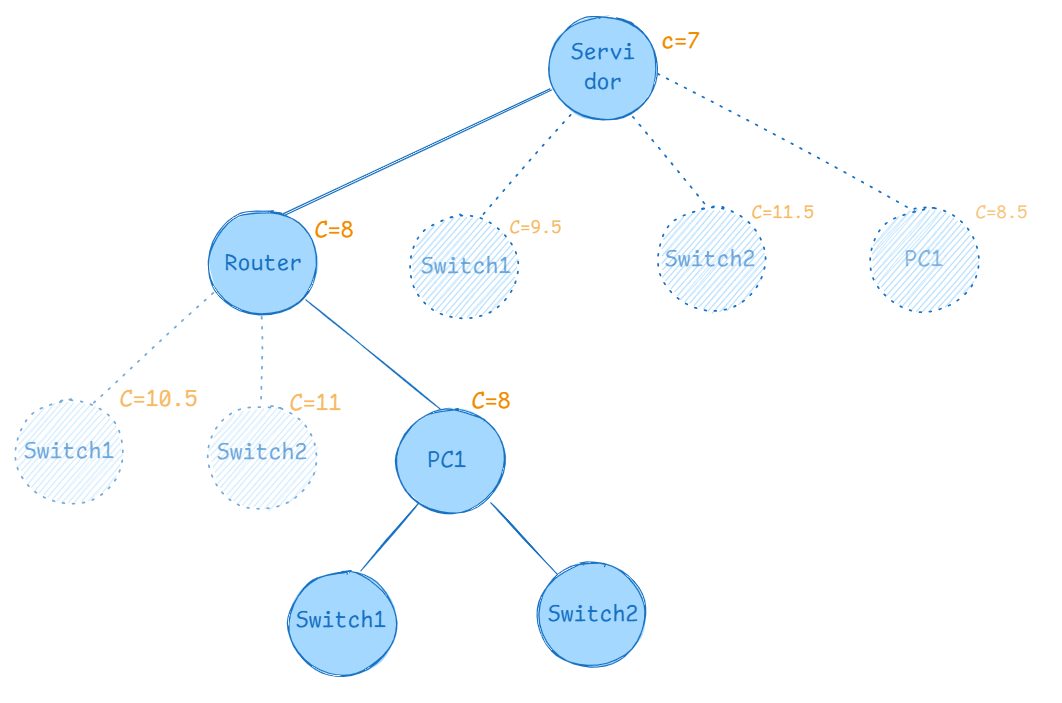 Servi
dor
c=7
Router
C=8
Switch1
C=9.5
Switch2
C=11.5
PC1
C=8.5
Switch1
C=10.5
Switch2
C=11
PC1
C=8
Switch1
Switch2